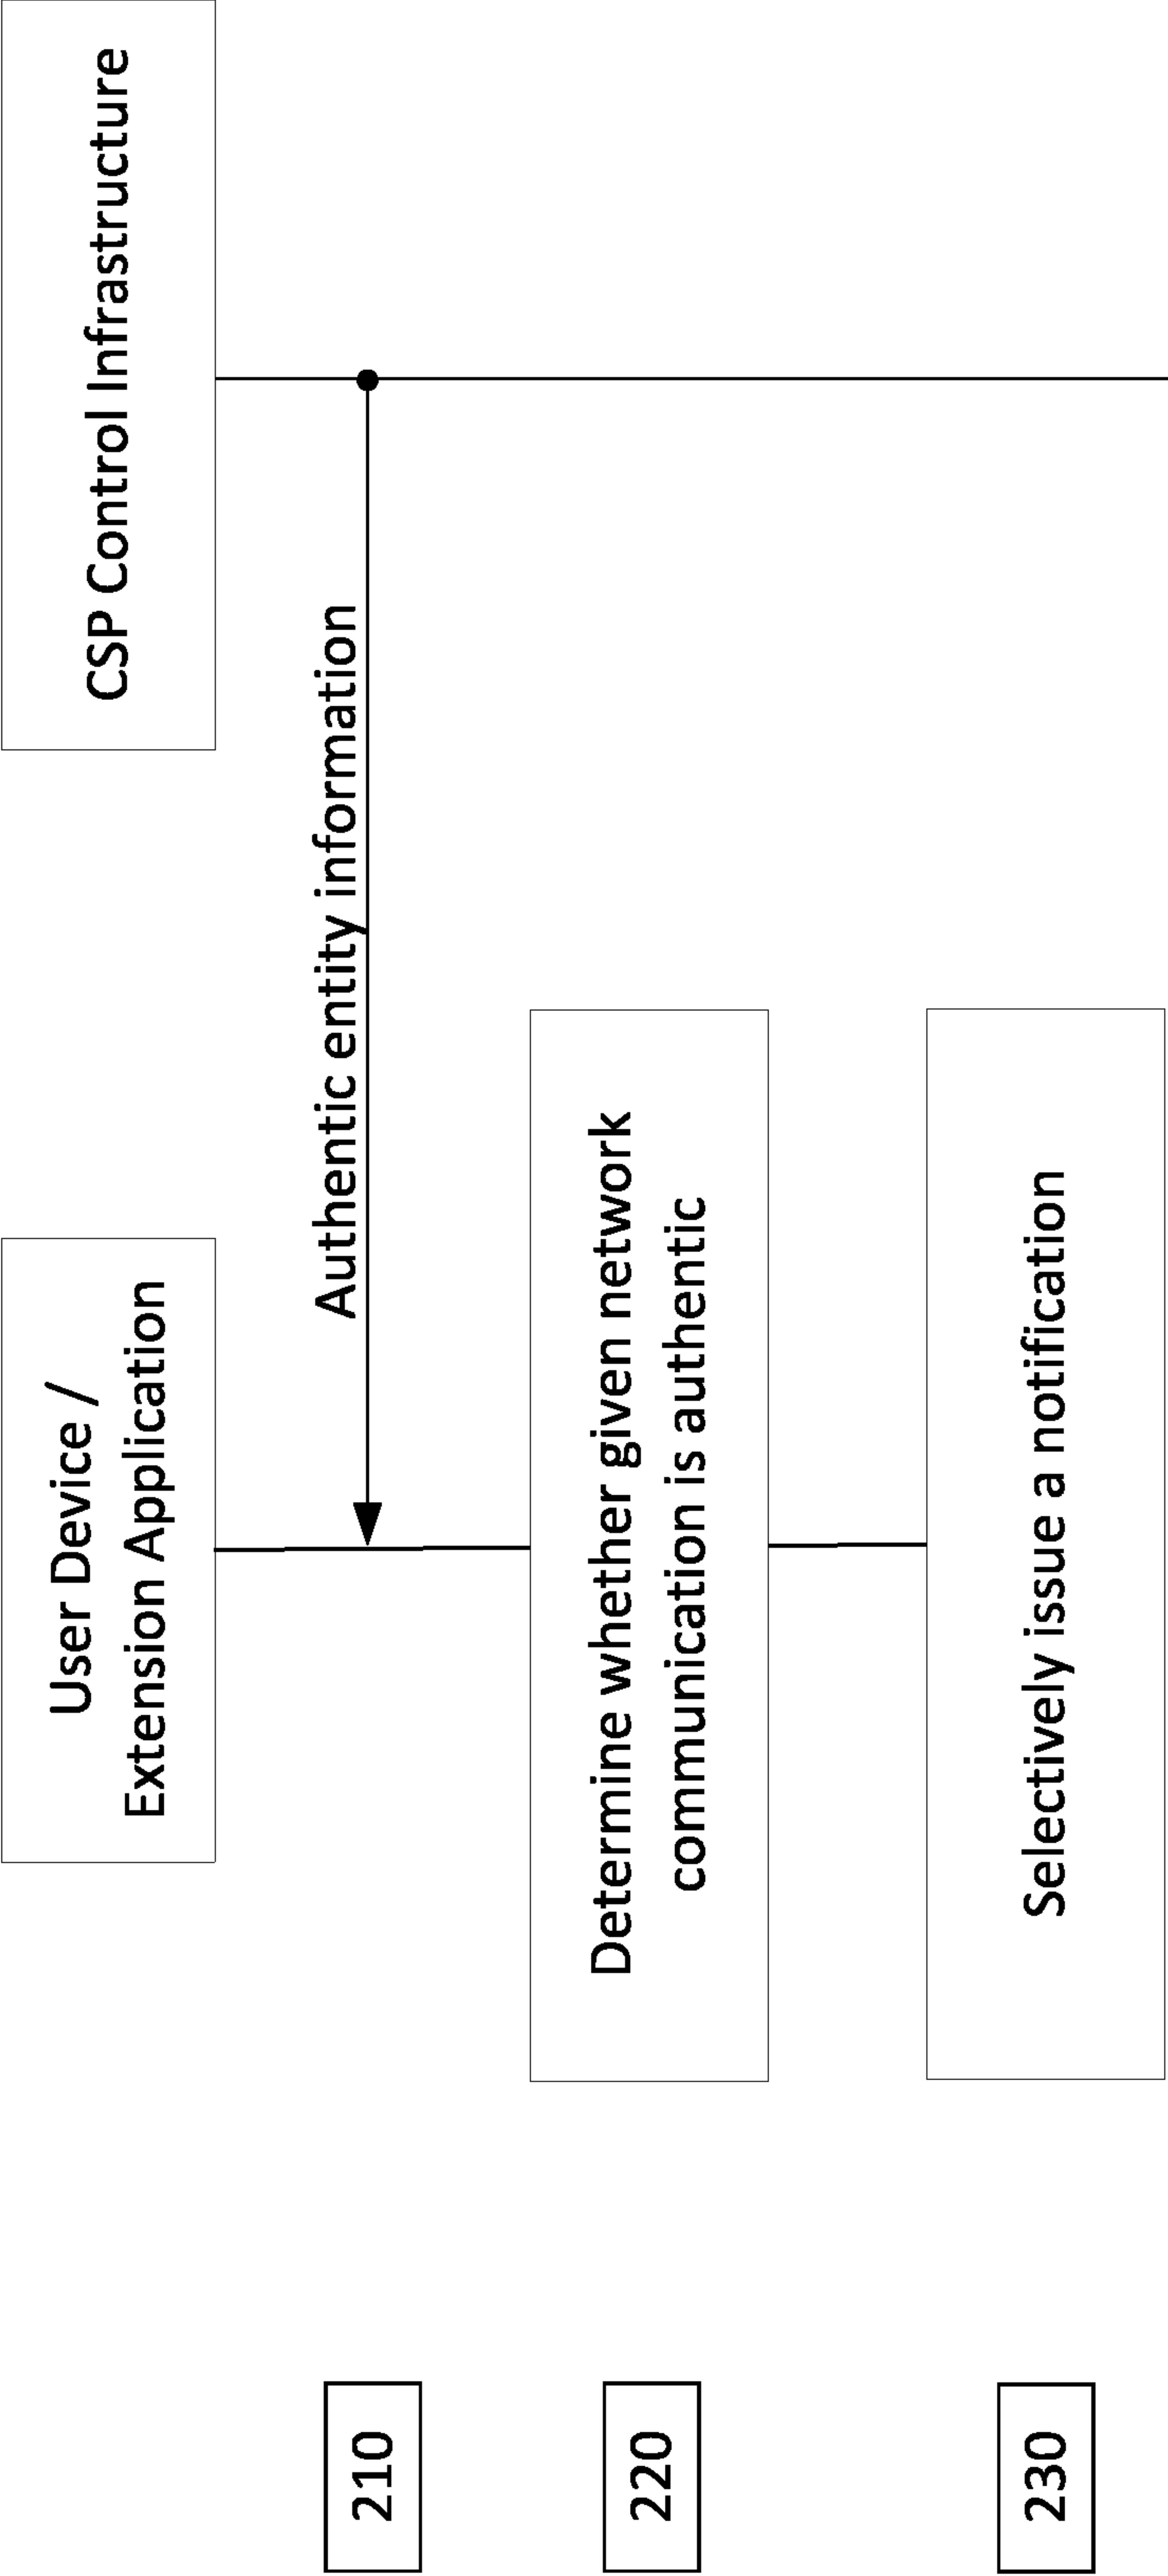 User Device /
Extension Application
CSP Control Infrastructure
210
Authentic entity information
220
Determine whether given network
communication is authentic
230
Selectively issue a notification